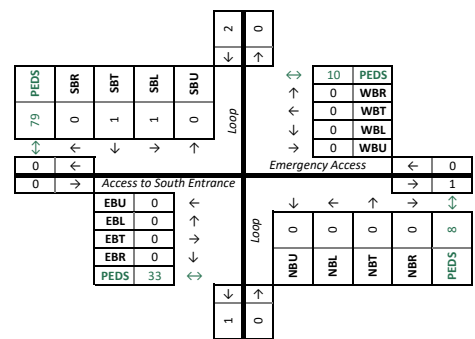 2 0
↓ ↑
PEDS SBR SBT SBL SBU
79 0 1 1 0
↕ ← ↓ → ↑
Loop
↔ 10 PEDS
↑ 0 WBR
← 0 WBT
↓ 0 WBL
→ 0 WBU
0 ←
Emergency Access
← 0
0 →
Access to South Entrance
→ 1
EBU 0 ←
EBL 0 ↑
EBT 0 →
EBR 0 ↓
PEDS 33 ↔
Loop
↓ ← ↑ → ↕
0 0 0 0 8
NBU NBL NBT NBR PEDS
↓ ↑
1 0